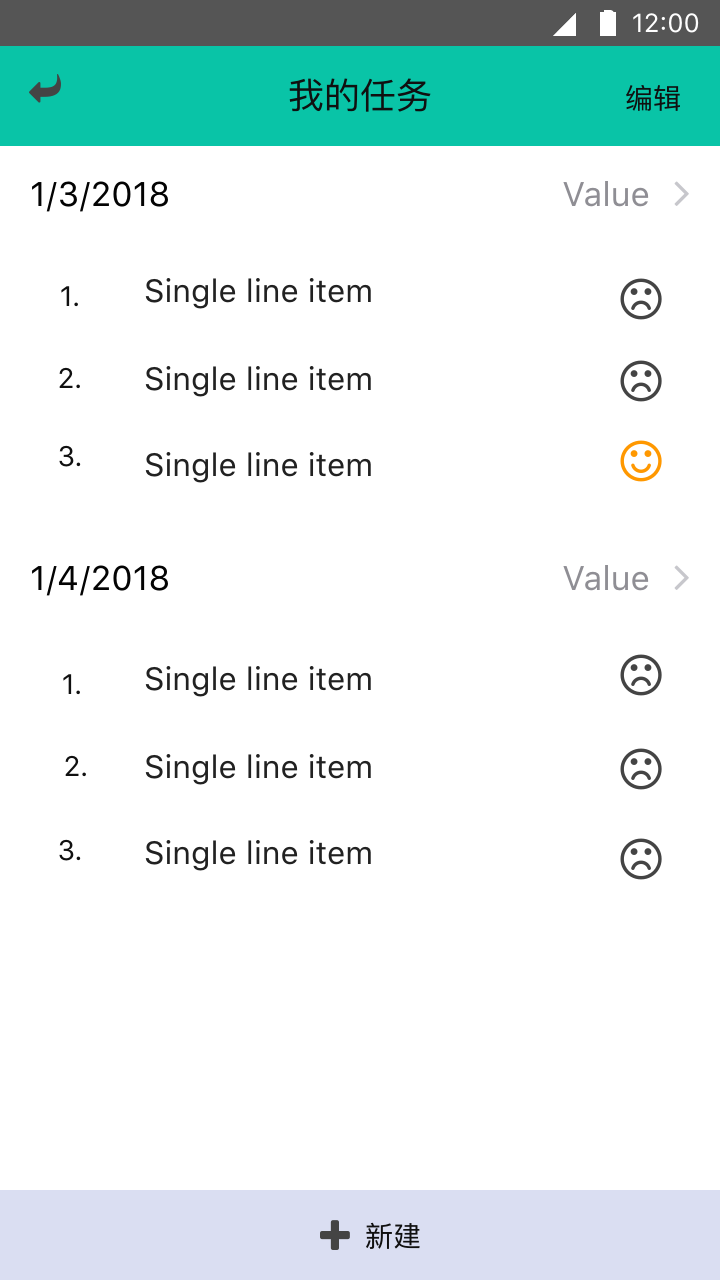 12:00
我的任务
编辑
1/3/2018 Value
1. Single line item
2. Single line item
3. Single line item
1/4/2018 Value
1. Single line item
2. Single line item
3. Single line item
新建